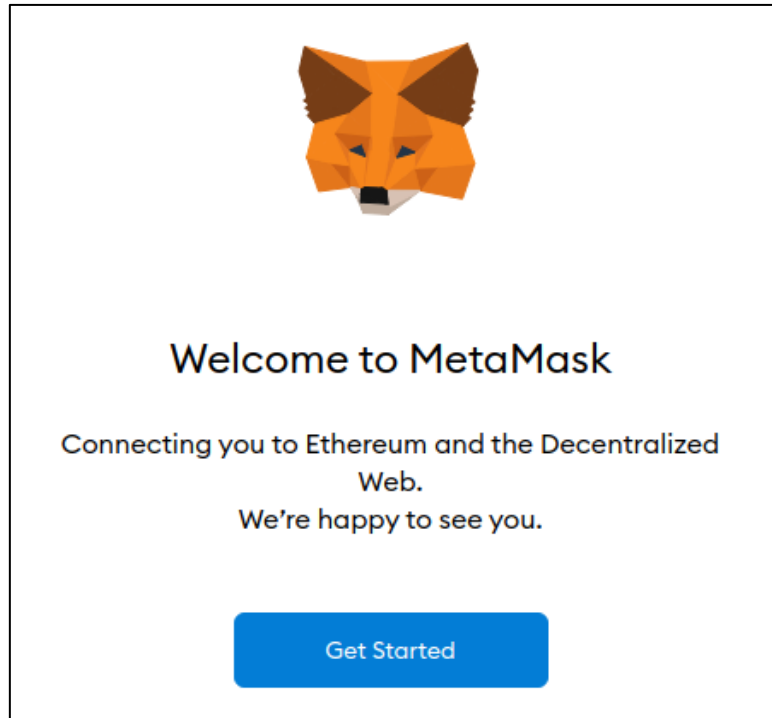 Welcome to MetaMask
Connecting you to Ethereum and the Decentralized
Web.
We’re happy to see you.
Get Started